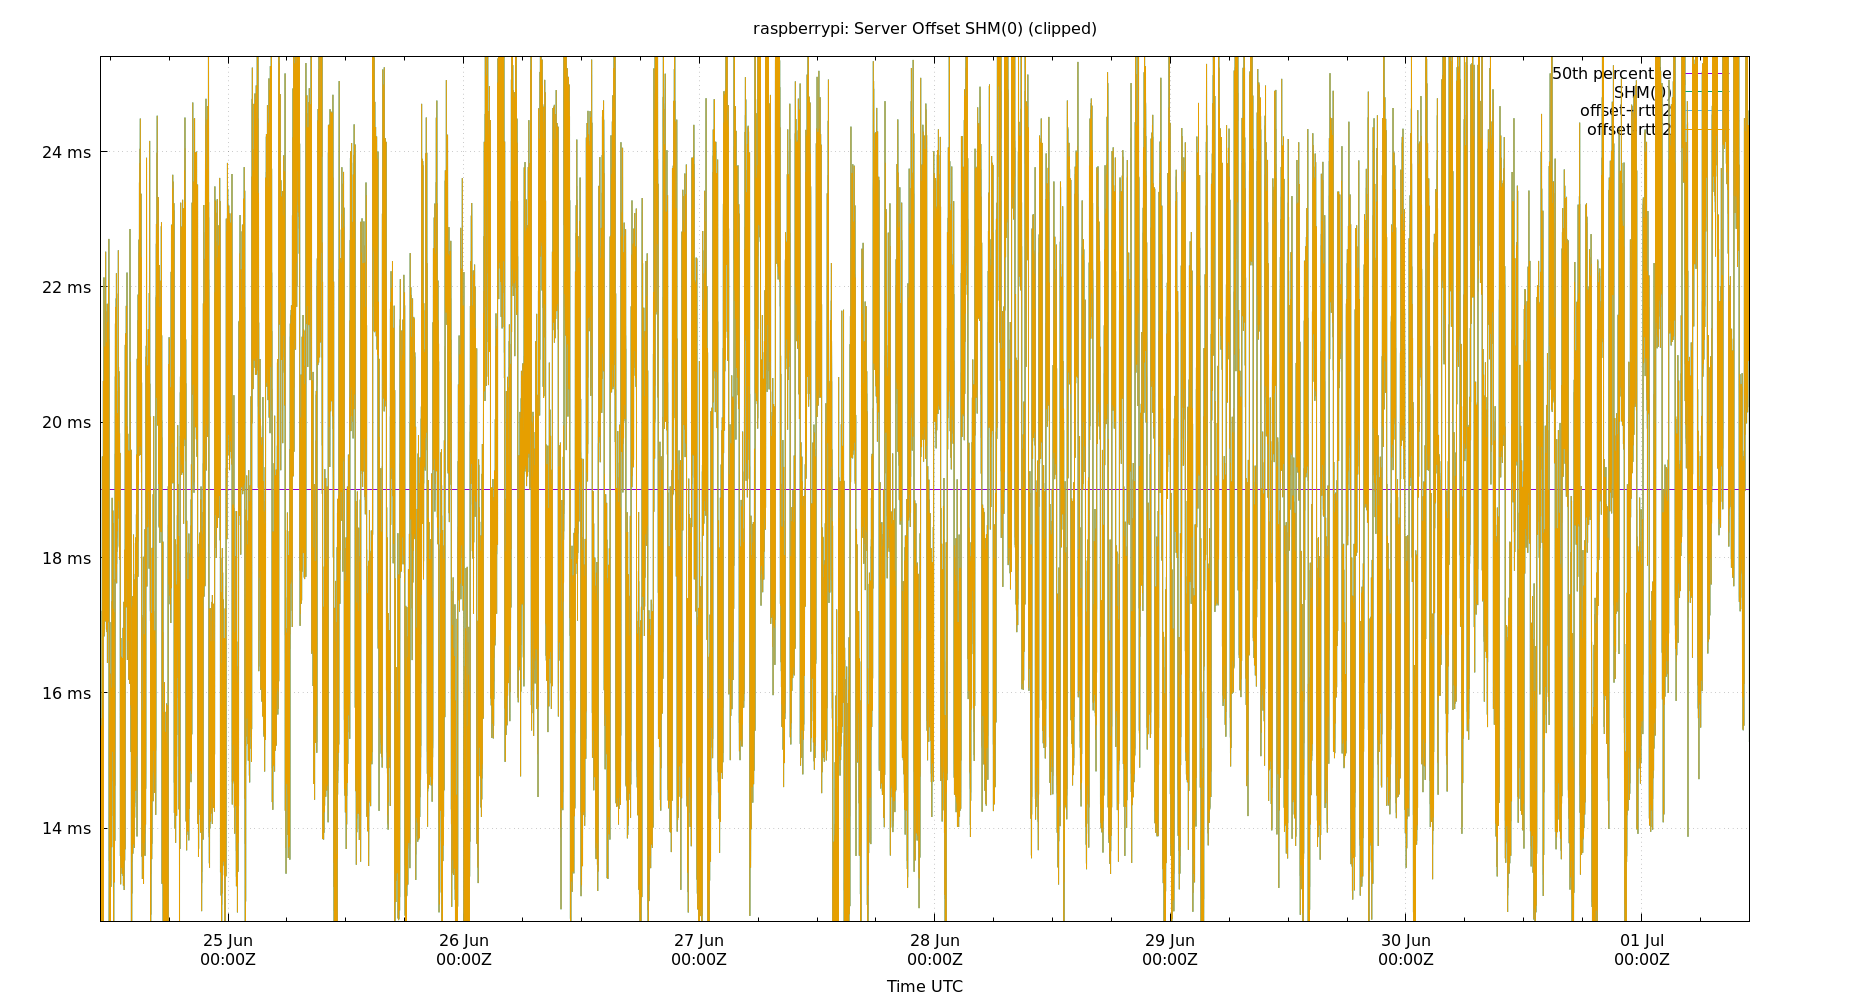 raspberrypi: Server Offset SHM(0) (clipped)
50th percentile
SHM(0)
offset+rtt/2
offset-rtt/2
24 ms
22 ms
20 ms
18 ms
16 ms
14 ms
25 Jun 26 Jun 27 Jun 28 Jun 29 Jun 30 Jun 01 Jul
00:00Z 00:00Z 00:00Z 00:00Z 00:00Z 00:00Z 00:00Z
Time UTC